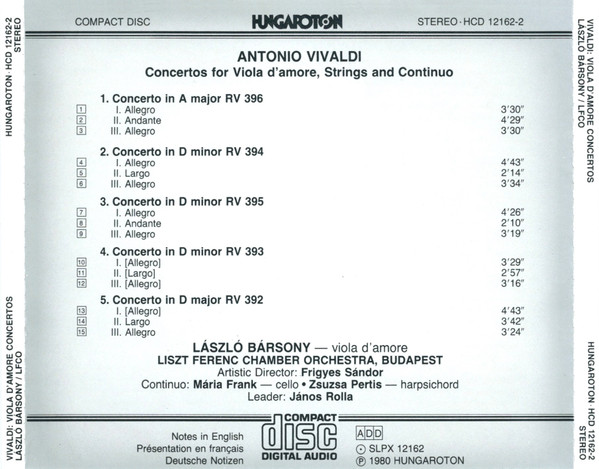 COMPACT DISC
HUNGAROTON
STEREO · HCD 12162-2
ANTONIO VIVALDI
Concertos for Viola d'amore, Strings and Continuo
1. Concerto in A major RV 396
1 I. Allegro 3'30"
2 II. Andante 4'29"
3 III. Allegro 3'30"
2. Concerto in D minor RV 394
4 I. Allegro 4'43"
5 II. Largo 2'14"
6 III. Allegro 3'34"
3. Concerto in D minor RV 395
7 I. Allegro 4'26"
8 II. Andante 2'10"
9 III. Allegro 3'19"
4. Concerto in D minor RV 393
10 I. [Allegro] 3'29"
11 II. [Largo] 2'57"
12 III. [Allegro] 3'16"
5. Concerto in D major RV 392
13 I. [Allegro] 4'43"
14 II. Largo 3'42"
15 III. Allegro 3'24"
LÁSZLÓ BÁRSONY — viola d'amore
LISZT FERENC CHAMBER ORCHESTRA, BUDAPEST
Artistic Director: Frigyes Sándor
Continuo: Mária Frank — cello • Zsuzsa Pertis — harpsichord
Leader: János Rolla
Notes in English
Présentation en français
Deutsche Notizen
COMPACT
disc
DIGITAL AUDIO
ADD
SLPX 12162
Ⓟ 1980 HUNGAROTON
HUNGAROTON · HCD 12162-2
STEREO
VIVALDI: VIOLA D'AMORE CONCERTOS
LÁSZLÓ BÁRSONY / LFCO
VIVALDI: VIOLA D'AMORE CONCERTOS
LÁSZLÓ BÁRSONY / LFCO
HUNGAROTON · HCD 12162-2
STEREO